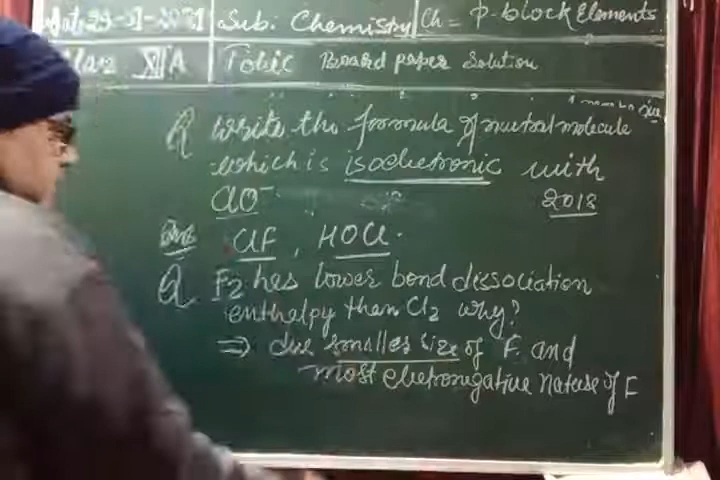 Sub: Chemistry Ch = P-block Elements
Class XII A Topic Board paper Solution
Q Write the formula of neutral molecule
which is isoelectronic with
ClO⁻ 2018
Ans ClF, HOCl.
Q F2 has lower bond dissociation
enthalpy than Cl2 why?
⇒ due smaller size of F. and
most eletronegative nature of F